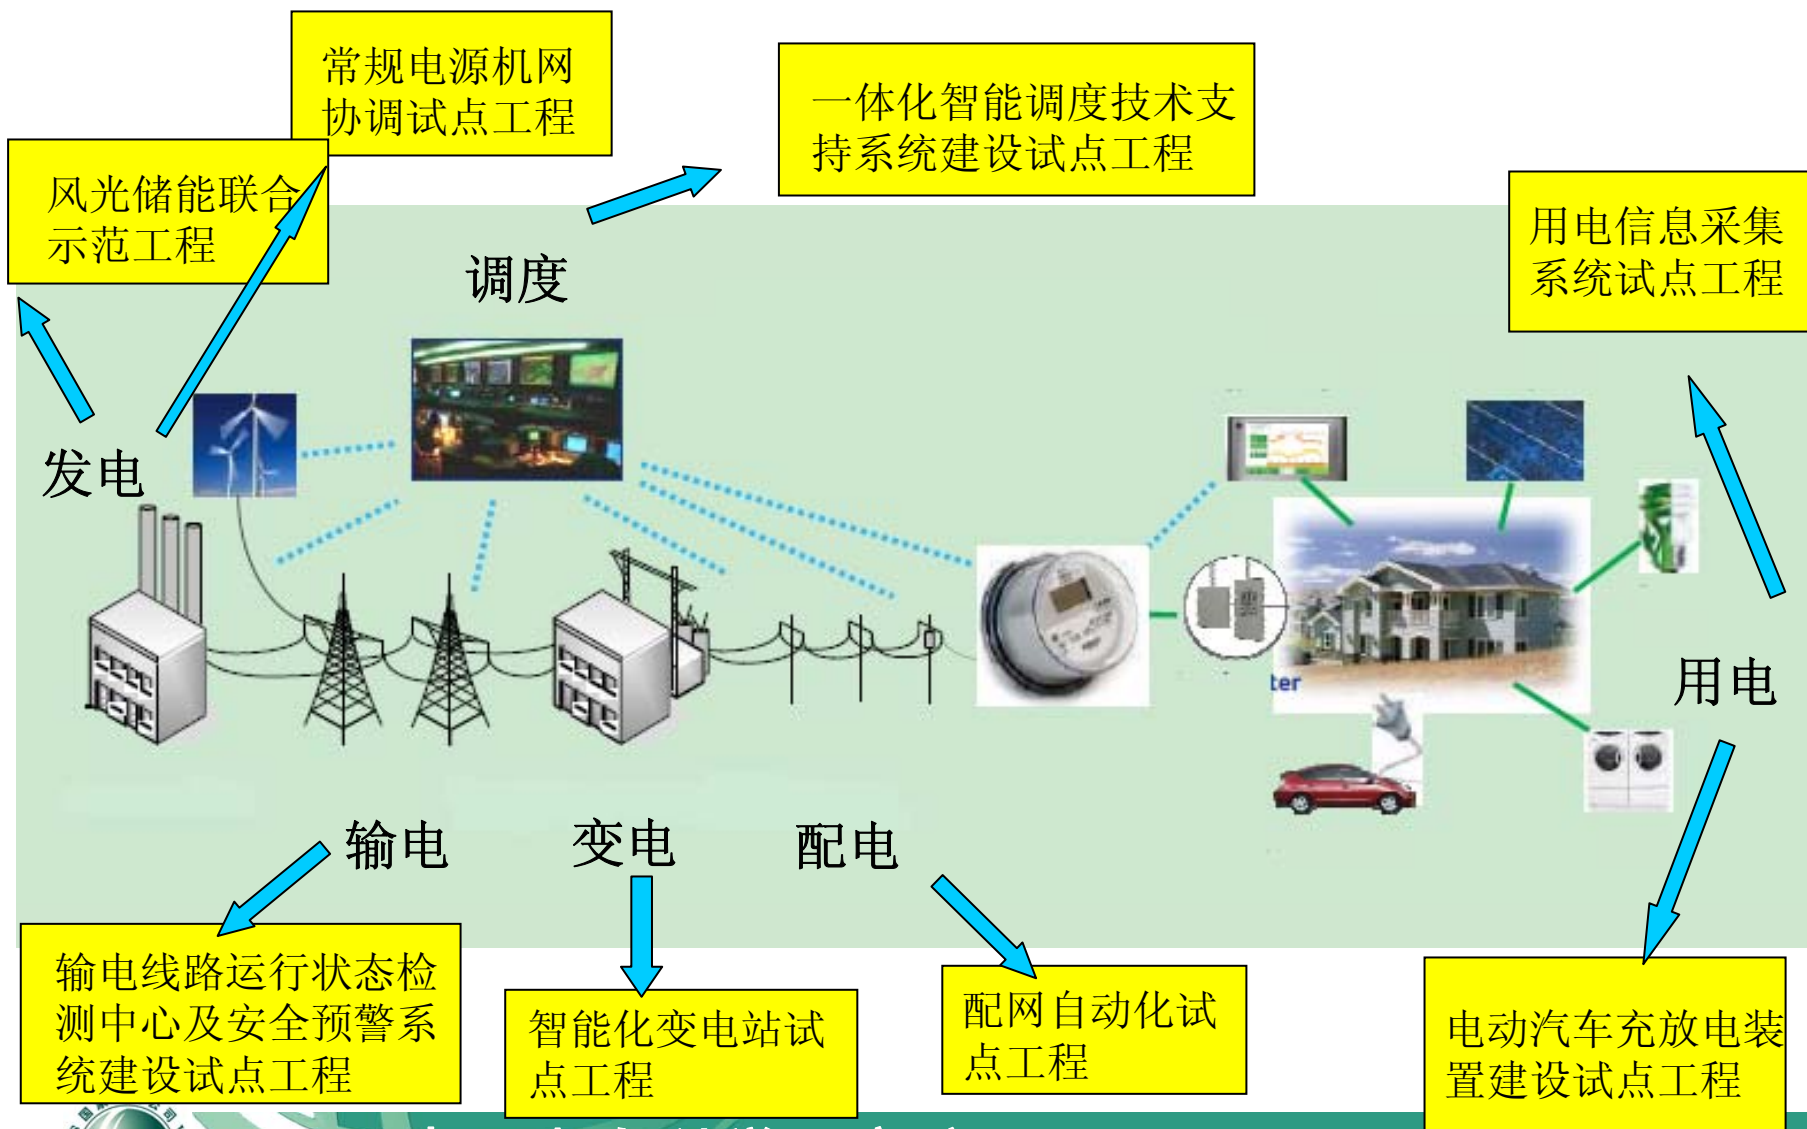 常规电源机网
协调试点工程
一体化智能调度技术支
持系统建设试点工程
风光储能联合
示范工程
用电信息采集
系统试点工程
调度
发电
ter
用电
输电
变电
配电
输电线路运行状态检
测中心及安全预警系
统建设试点工程
智能化变电站试
点工程
配网自动化试
点工程
电动汽车充放电装
置建设试点工程